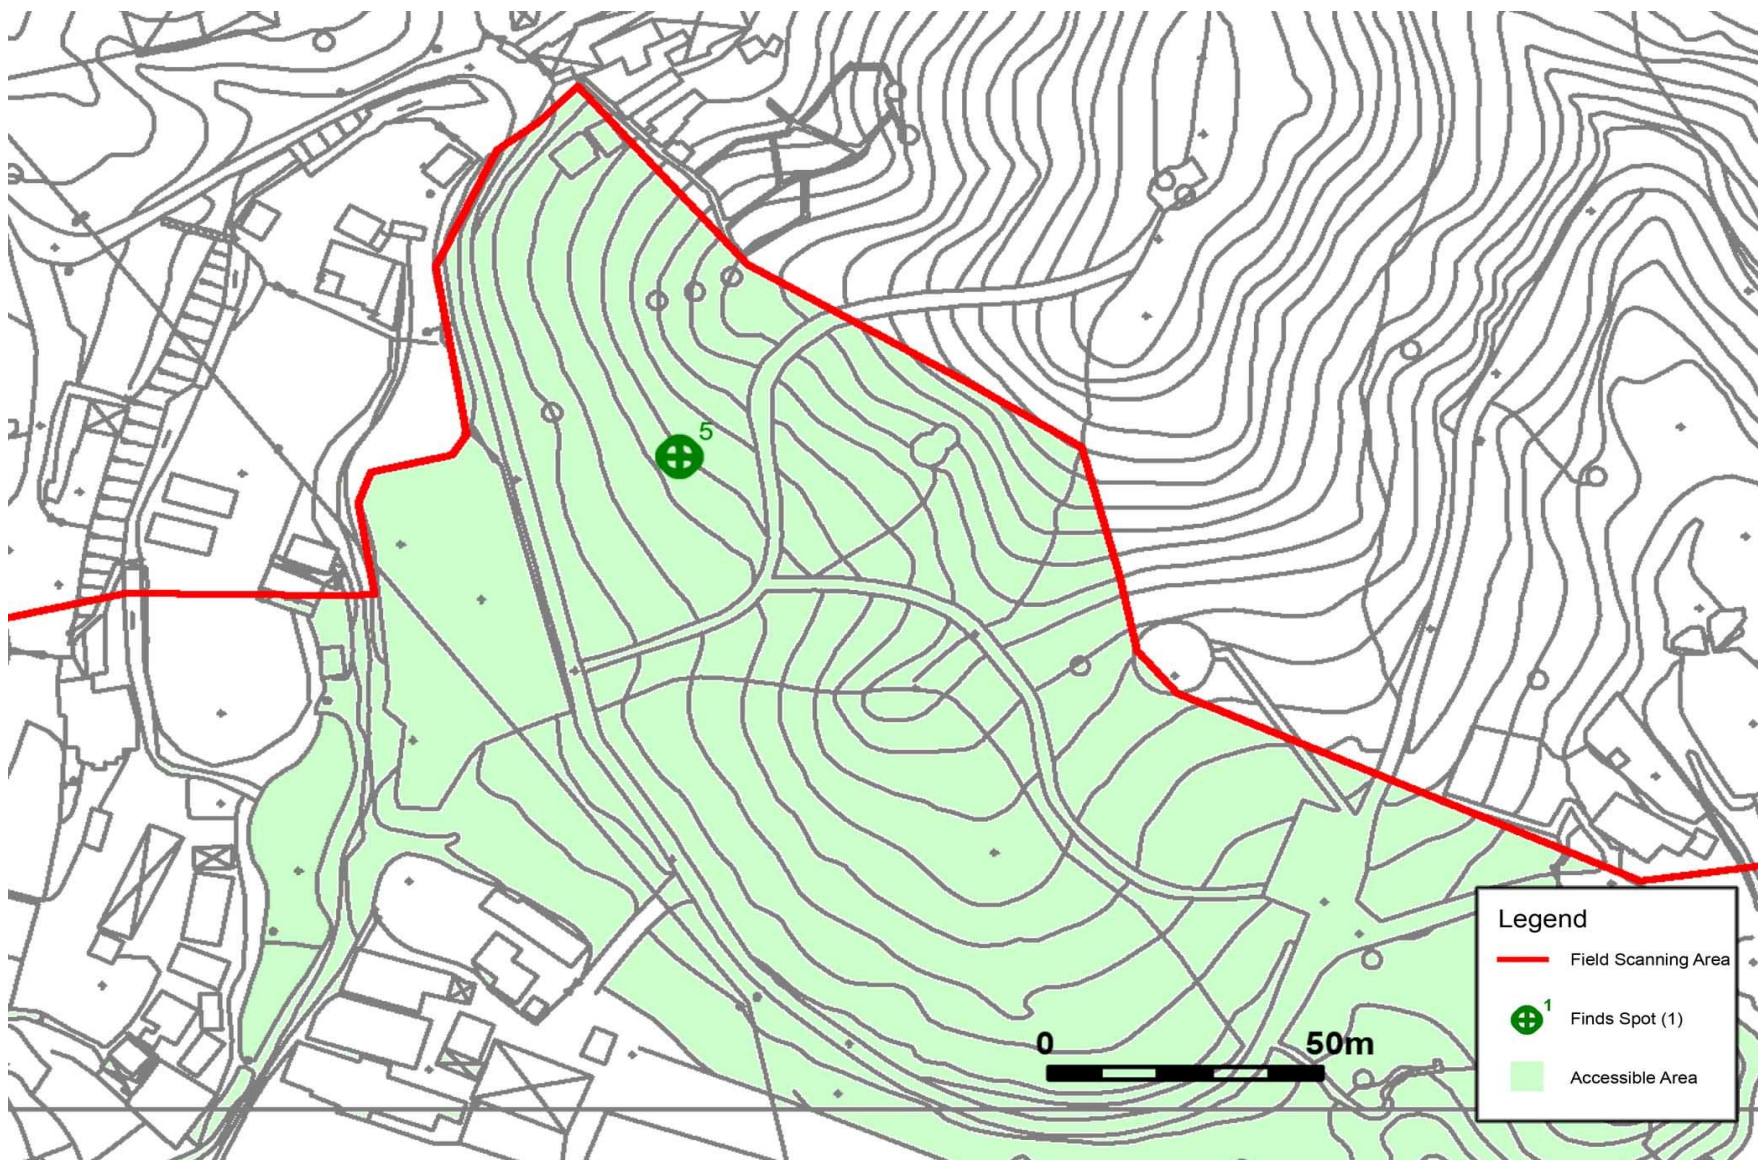 5
0 50m
Legend
Field Scanning Area
1
Finds Spot (1)
Accessible Area